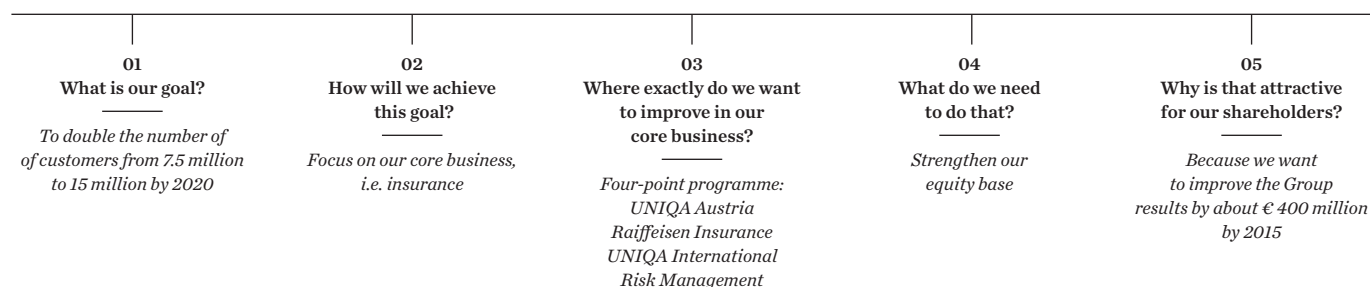 01
What is our goal?
To double the number of
of customers from 7.5 million
to 15 million by 2020
02
How will we achieve
this goal?
Focus on our core business,
i.e. insurance
03
Where exactly do we want
to improve in our
core business?
Four-point programme:
UNIQA Austria
Raiffeisen Insurance
UNIQA International
Risk Management
04
What do we need
to do that?
Strengthen our
equity base
05
Why is that attractive
for our shareholders?
Because we want
to improve the Group
results by about € 400 million
by 2015